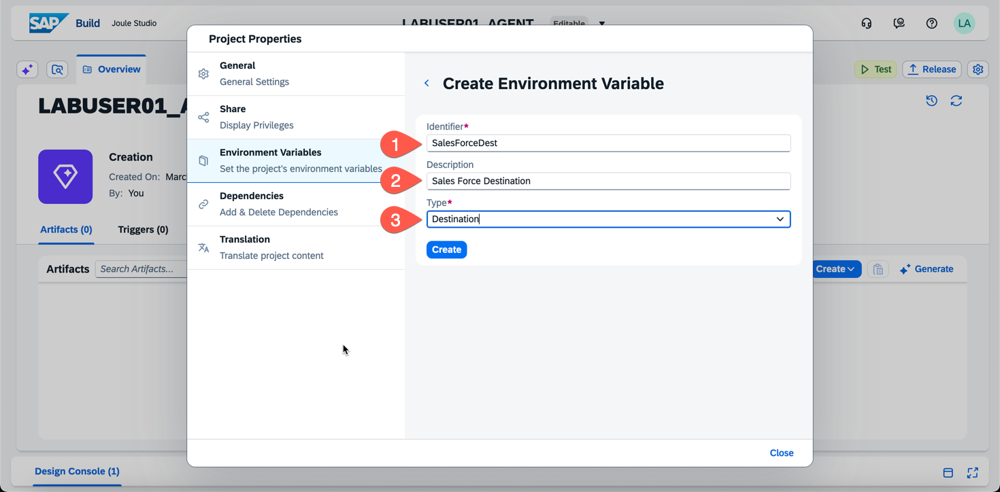 SAP Build Joule Studio
LABUSER01_AGENT Editable
LA
Overview
Test
Release
LABUSER01_A
Creation
Created On: Marc
By: You
Artifacts (0)
Triggers (0)
Artifacts
Search Artifacts...
Create
Generate
Design Console (1)
Project Properties
General
General Settings
Share
Display Privileges
Environment Variables
Set the project's environment variables
Dependencies
Add & Delete Dependencies
Translation
Translate project content
Create Environment Variable
Identifier*
1
SalesForceDest
Description
2
Sales Force Destination
Type*
3
Destination
Create
Close